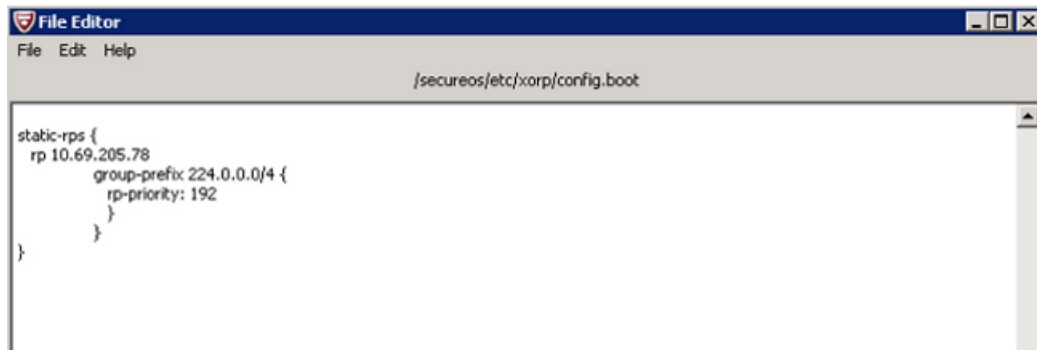 File Editor
File Edit Help
/secureos/etc/xorp/config.boot
static-rps {
rp 10.69.205.78
group-prefix 224.0.0.0/4 {
rp-priority: 192
}
}
}